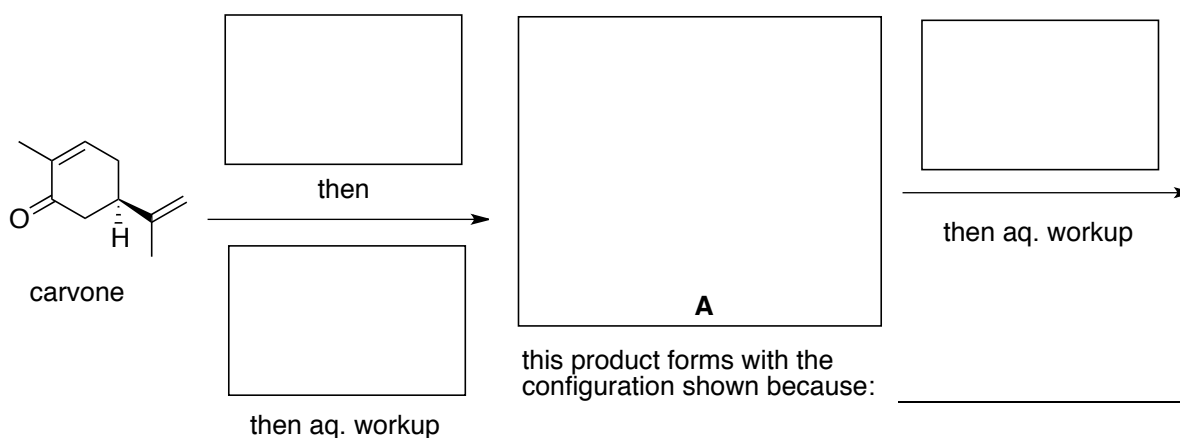 then
then aq. workup
O
H
carvone
A
this product forms with the
configuration shown because:
then aq. workup